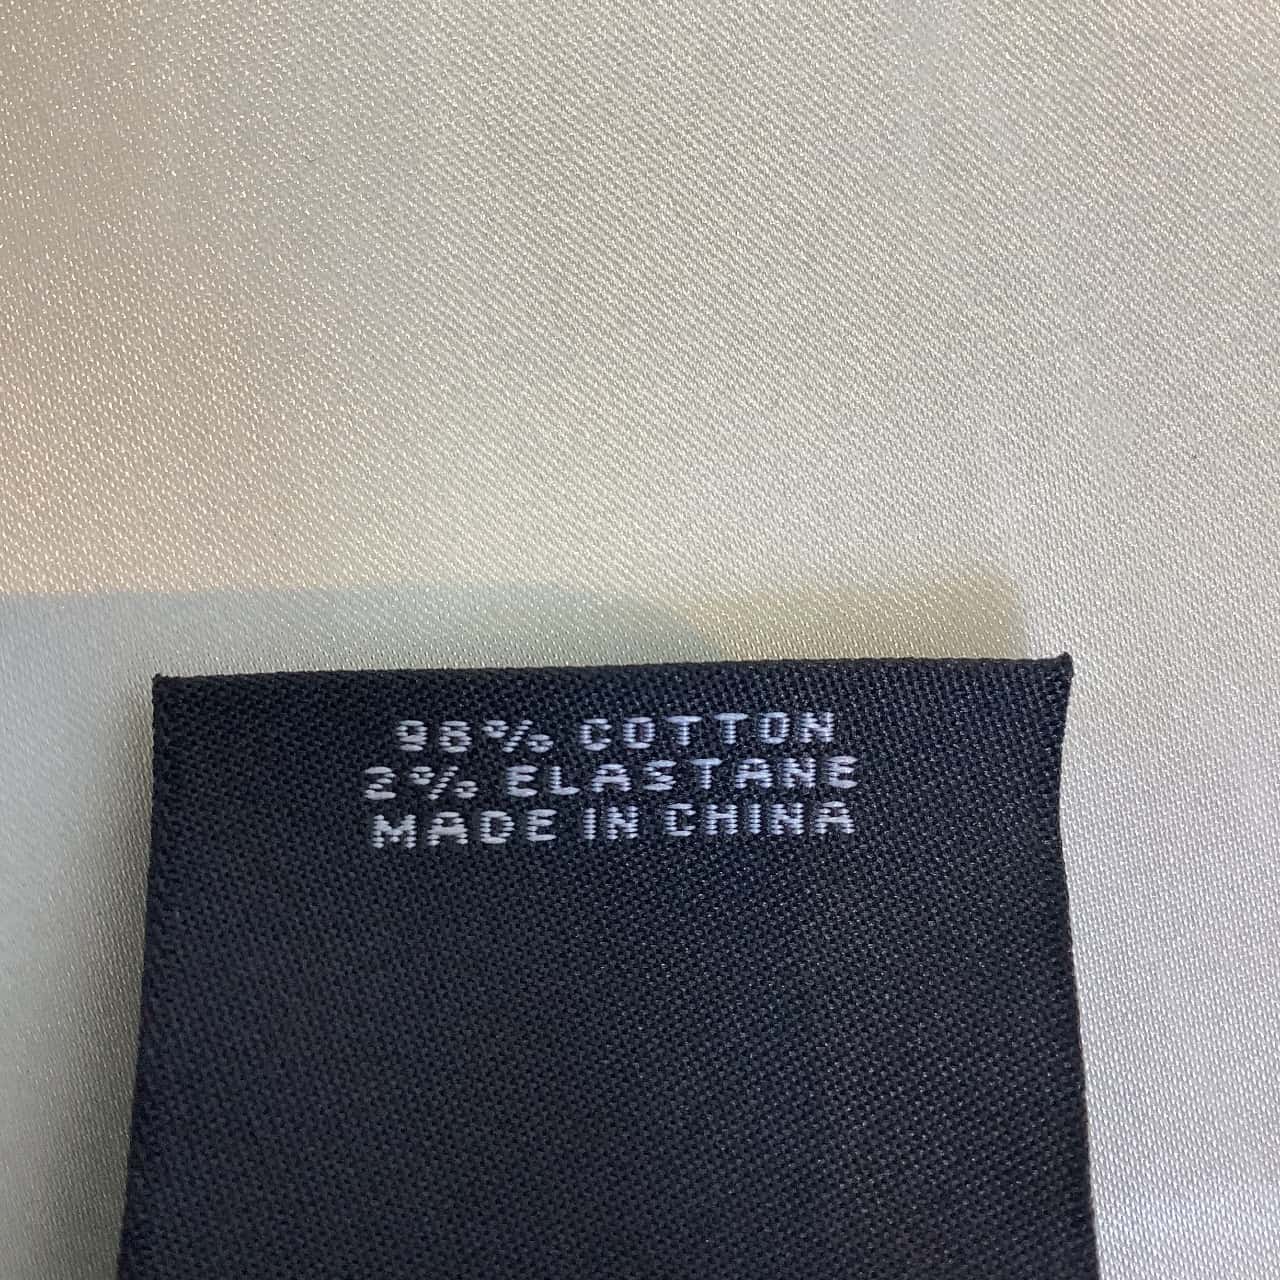 98% COTTON
2% ELASTANE
MADE IN CHINA